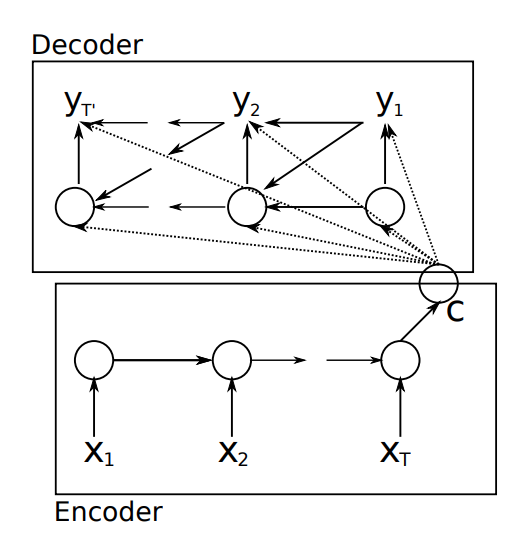 Decoder
y_T' y_2 y_1
c
x_1 x_2 x_T
Encoder